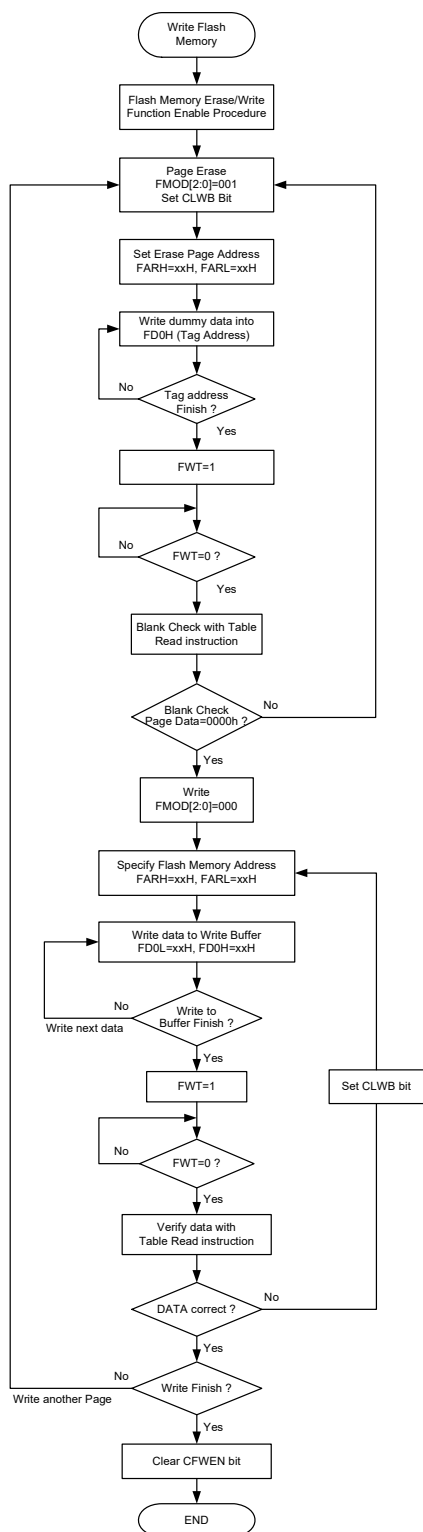 Write Flash
Memory
Flash Memory Erase/Write
Function Enable Procedure
Page Erase
FMOD[2:0]=001
Set CLWB Bit
Set Erase Page Address
FARH=xxH, FARL=xxH
Write dummy data into
FD0H (Tag Address)
No
Tag address
Finish ?
Yes
FWT=1
No
FWT=0 ?
Yes
Blank Check with Table
Read instruction
No
Blank Check
Page Data=0000h ?
Yes
Write
FMOD[2:0]=000
Specify Flash Memory Address
FARH=xxH, FARL=xxH
Write data to Write Buffer
FD0L=xxH, FD0H=xxH
No
Write next data
Write to
Buffer Finish ?
Yes
FWT=1
Set CLWB bit
No
FWT=0 ?
Yes
Verify data with
Table Read instruction
No
DATA correct ?
Yes
No
Write another Page
Write Finish ?
Yes
Clear CFWEN bit
END